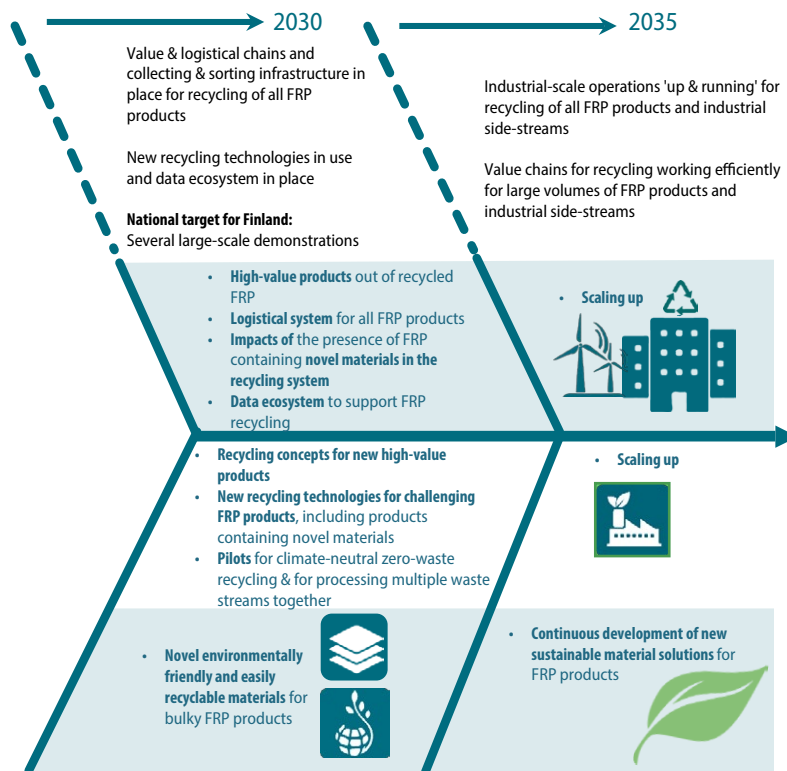 2030
Value & logistical chains and
collecting & sorting infrastructure in
place for recycling of all FRP
products
New recycling technologies in use
and data ecosystem in place
National target for Finland:
Several large-scale demonstrations
2035
Industrial-scale operations 'up & running' for
recycling of all FRP products and industrial
side-streams
Value chains for recycling working efficiently
for large volumes of FRP products and
industrial side-streams
• High-value products out of recycled
FRP
• Logistical system for all FRP products
• Impacts of the presence of FRP
containing novel materials in the
recycling system
• Data ecosystem to support FRP
recycling
• Scaling up
• Recycling concepts for new high-value
products
• New recycling technologies for challenging
FRP products, including products
containing novel materials
• Pilots for climate-neutral zero-waste
recycling & for processing multiple waste
streams together
• Scaling up
• Novel environmentally
friendly and easily
recyclable materials for
bulky FRP products
• Continuous development of new
sustainable material solutions for
FRP products